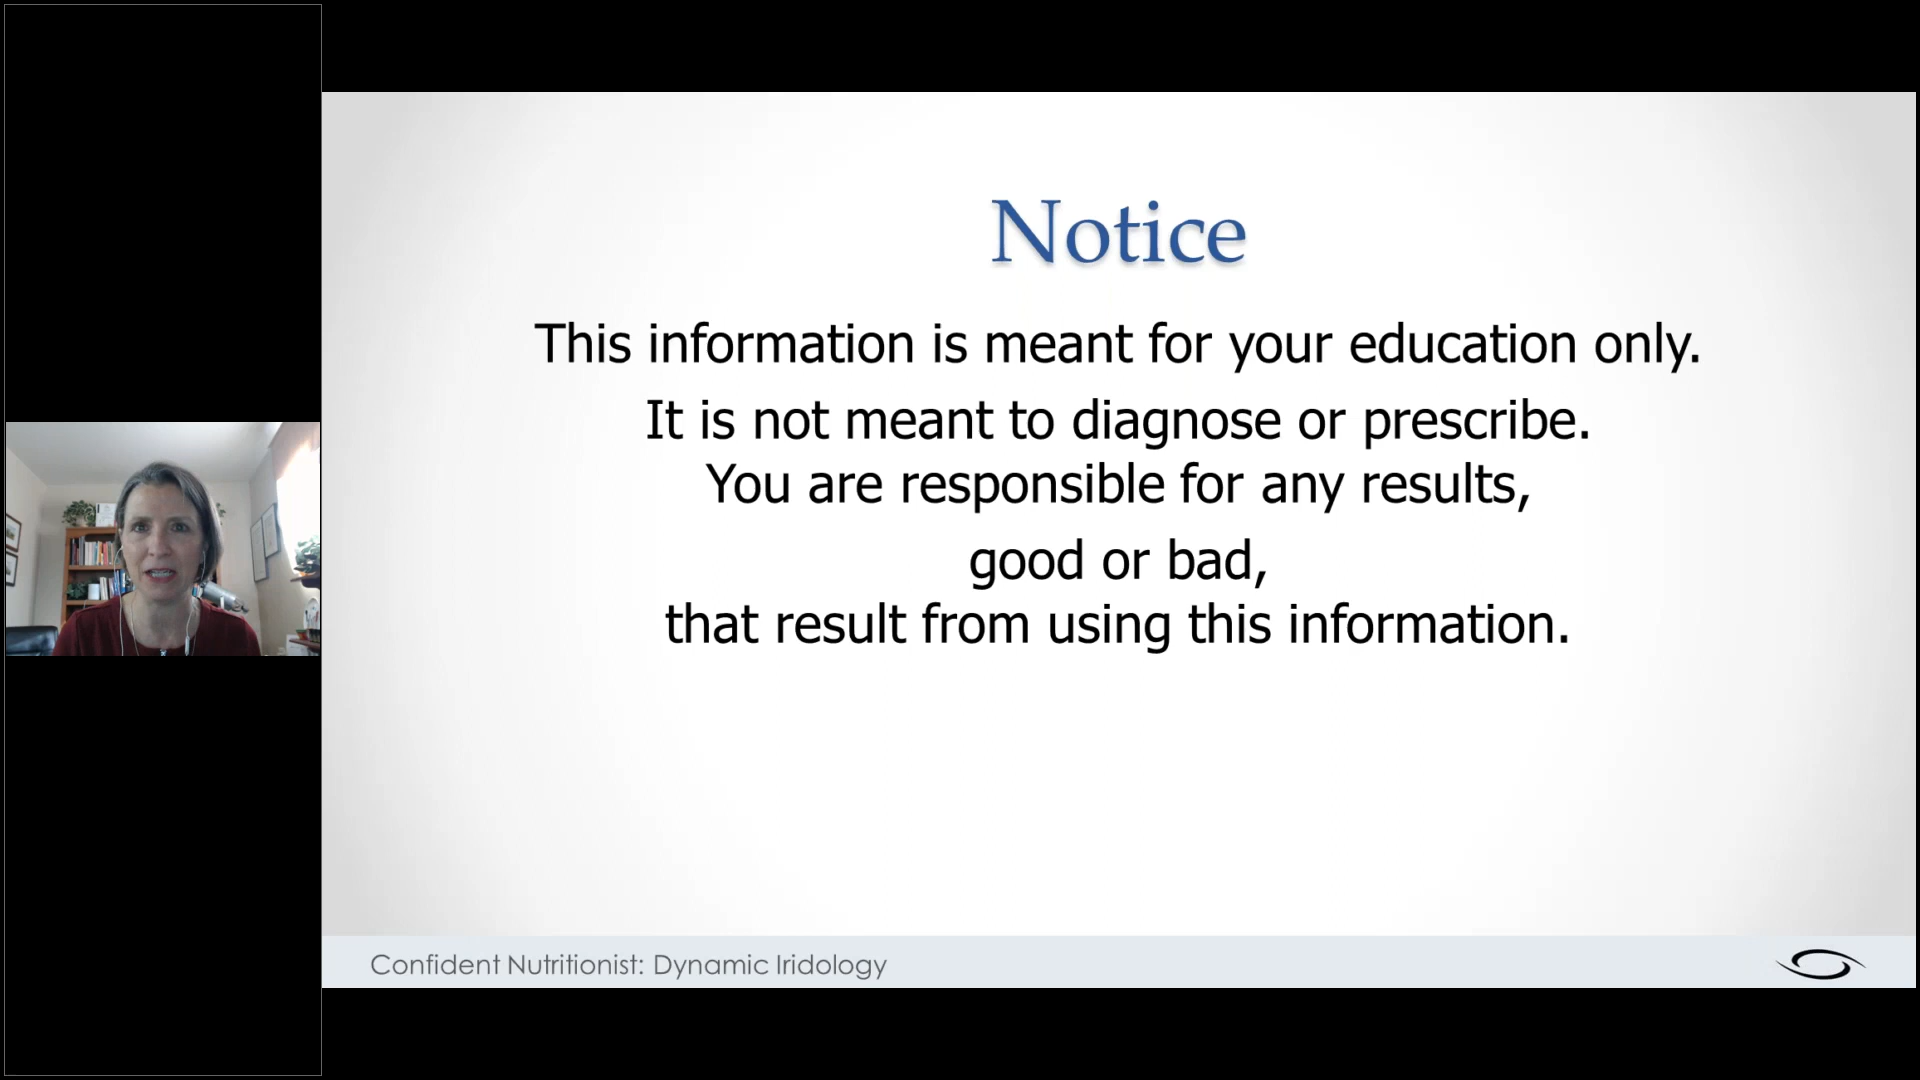 Notice
This information is meant for your education only.
It is not meant to diagnose or prescribe.
You are responsible for any results,
good or bad,
that result from using this information.
Confident Nutritionist: Dynamic Iridology